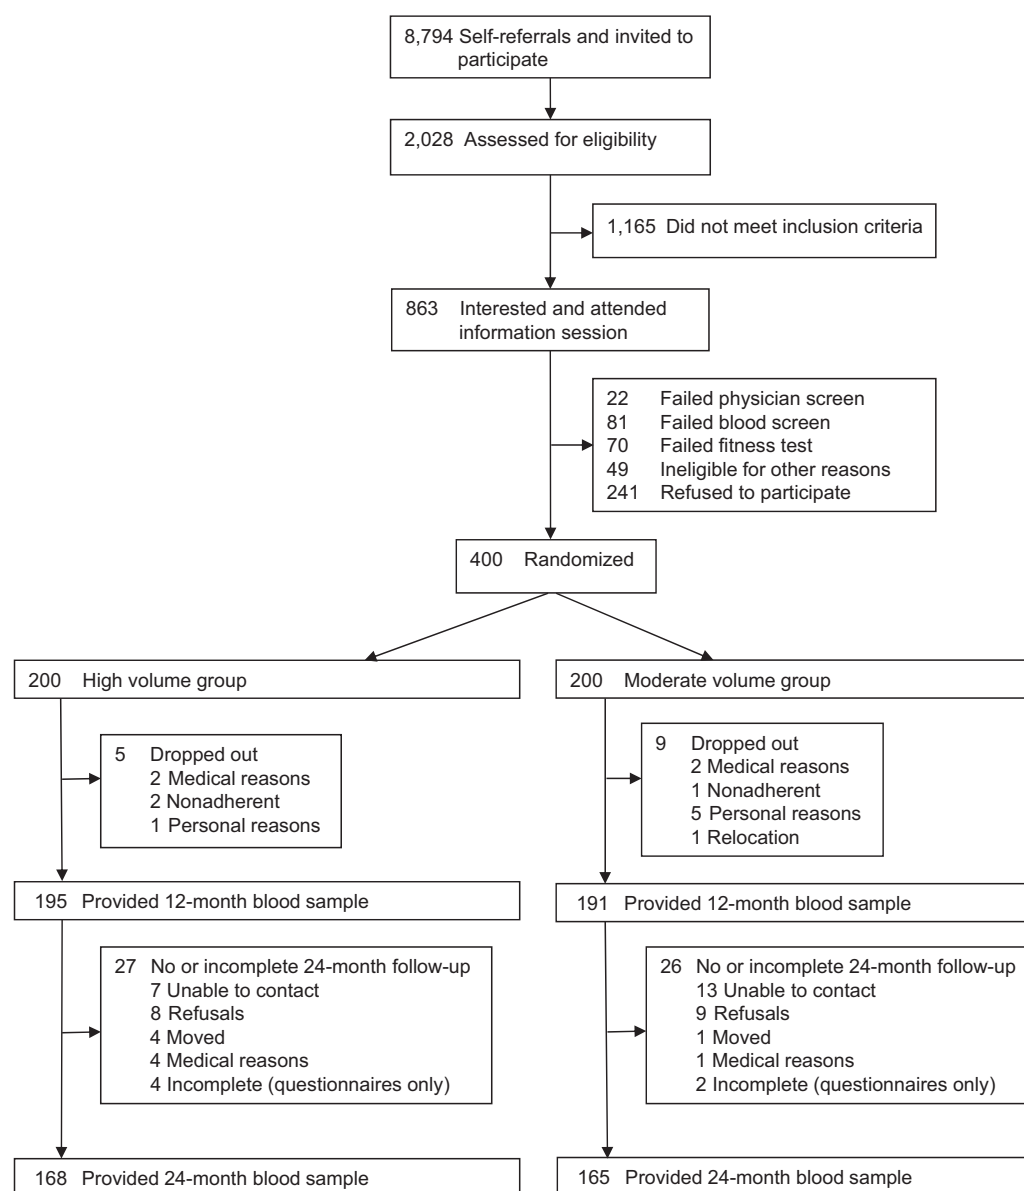 8,794 Self-referrals and invited to
participate
2,028 Assessed for eligibility
1,165 Did not meet inclusion criteria
863 Interested and attended
information session
22 Failed physician screen
81 Failed blood screen
70 Failed fitness test
49 Ineligible for other reasons
241 Refused to participate
400 Randomized
200 High volume group
5 Dropped out
2 Medical reasons
2 Nonadherent
1 Personal reasons
195 Provided 12-month blood sample
27 No or incomplete 24-month follow-up
7 Unable to contact
8 Refusals
4 Moved
4 Medical reasons
4 Incomplete (questionnaires only)
168 Provided 24-month blood sample
200 Moderate volume group
9 Dropped out
2 Medical reasons
1 Nonadherent
5 Personal reasons
1 Relocation
191 Provided 12-month blood sample
26 No or incomplete 24-month follow-up
13 Unable to contact
9 Refusals
1 Moved
1 Medical reasons
2 Incomplete (questionnaires only)
165 Provided 24-month blood sample